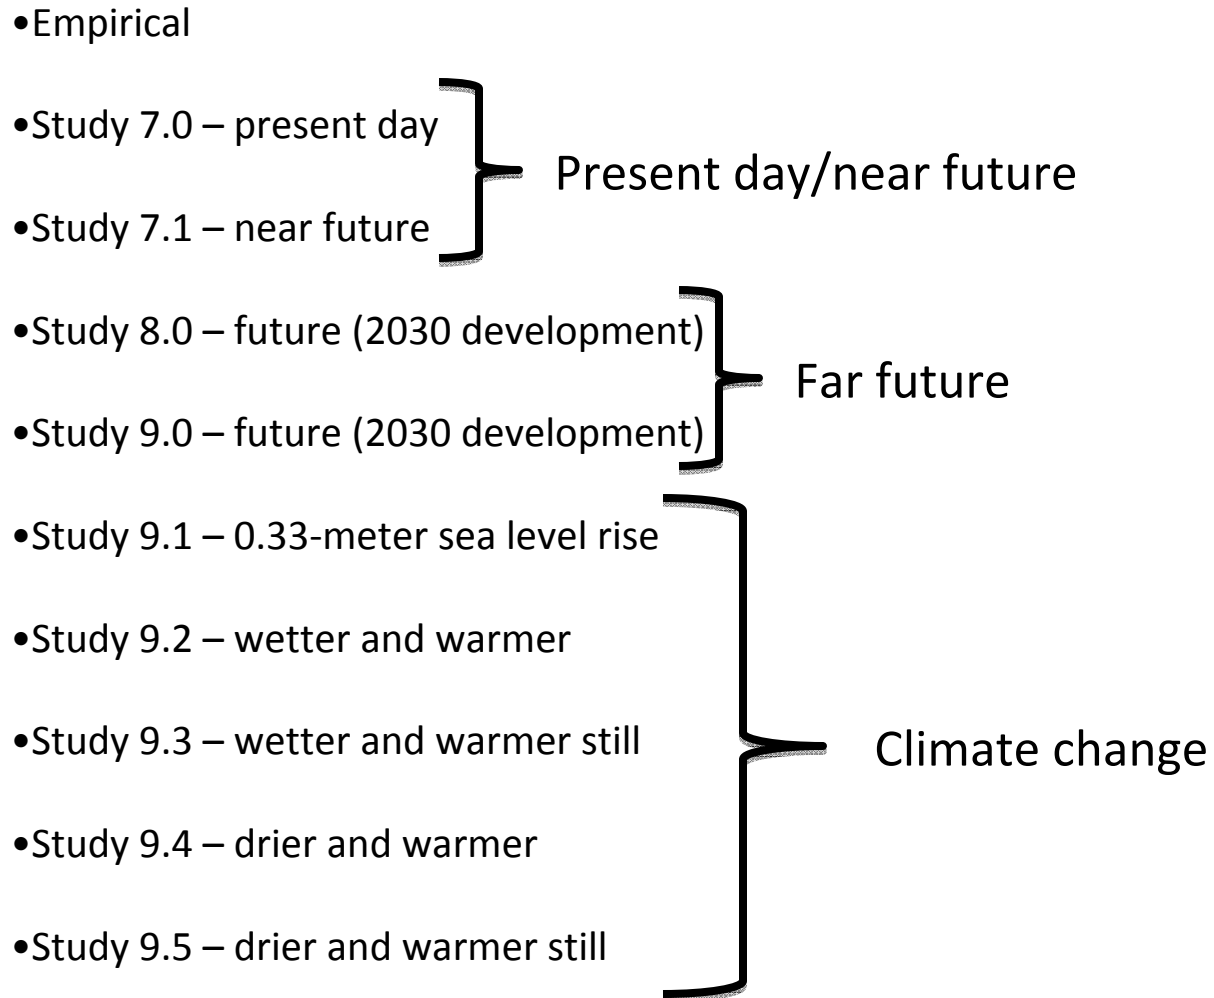 •Empirical
•Study 7.0 – present day
Present day/near future
•Study 7.1 – near future
•Study 8.0 – future (2030 development)
Far future
•Study 9.0 – future (2030 development)
•Study 9.1 – 0.33-meter sea level rise
•Study 9.2 – wetter and warmer
•Study 9.3 – wetter and warmer still
Climate change
•Study 9.4 – drier and warmer
•Study 9.5 – drier and warmer still